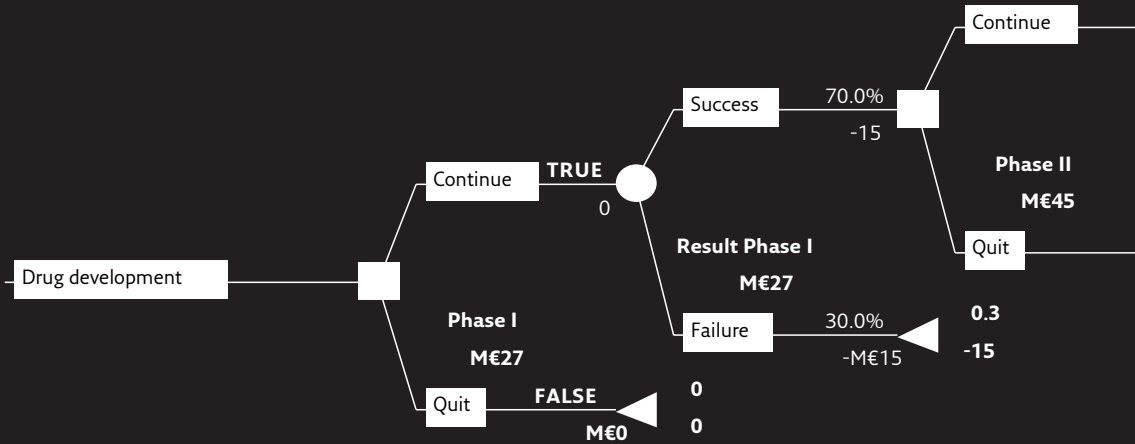 Continue
Success
70.0%
-15
Phase II
M€45
Continue
TRUE
0
Result Phase I
M€27
Quit
Drug development
Phase I
M€27
Failure
30.0%
-M€15
0.3
-15
Quit
FALSE
M€0
0
0